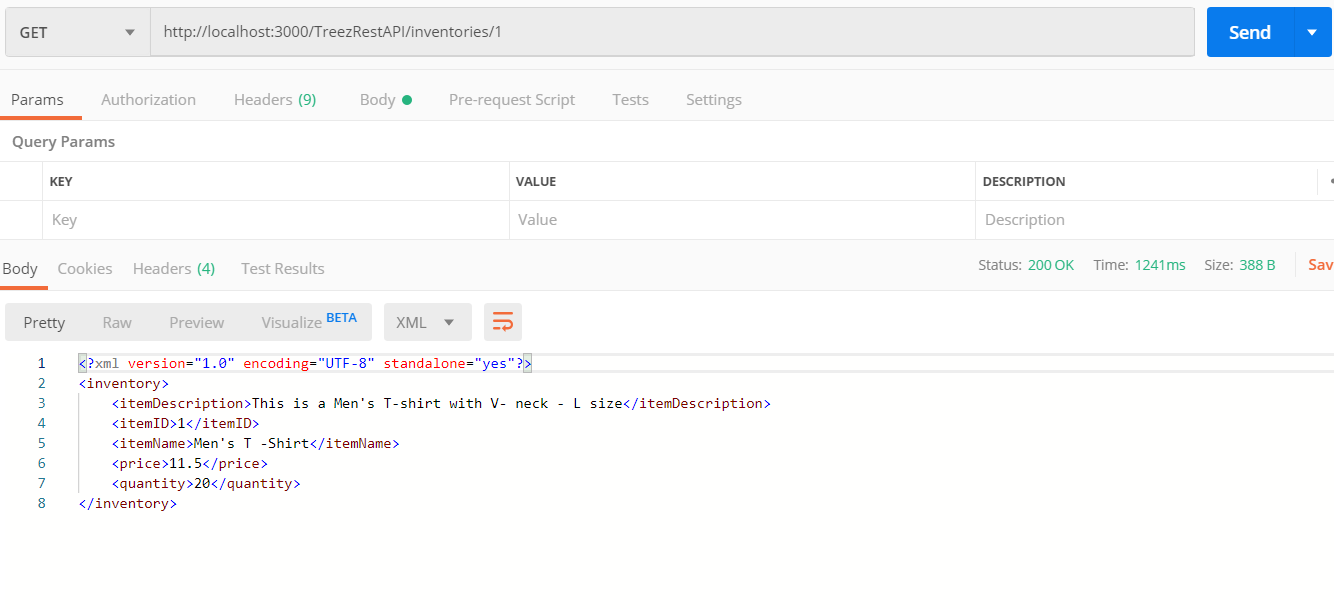 GET http://localhost:3000/TreezRestAPI/inventories/1 Send
Params Authorization Headers (9) Body Pre-request Script Tests Settings
Query Params
KEY VALUE DESCRIPTION
Key Value Description
Body Cookies Headers (4) Test Results Status: 200 OK Time: 1241ms Size: 388 B Sav
Pretty Raw Preview Visualize BETA XML
1 <?xml version="1.0" encoding="UTF-8" standalone="yes"?>
2 <inventory>
3 <itemDescription>This is a Men's T-shirt with V- neck - L size</itemDescription>
4 <itemID>1</itemID>
5 <itemName>Men's T -Shirt</itemName>
6 <price>11.5</price>
7 <quantity>20</quantity>
8 </inventory>